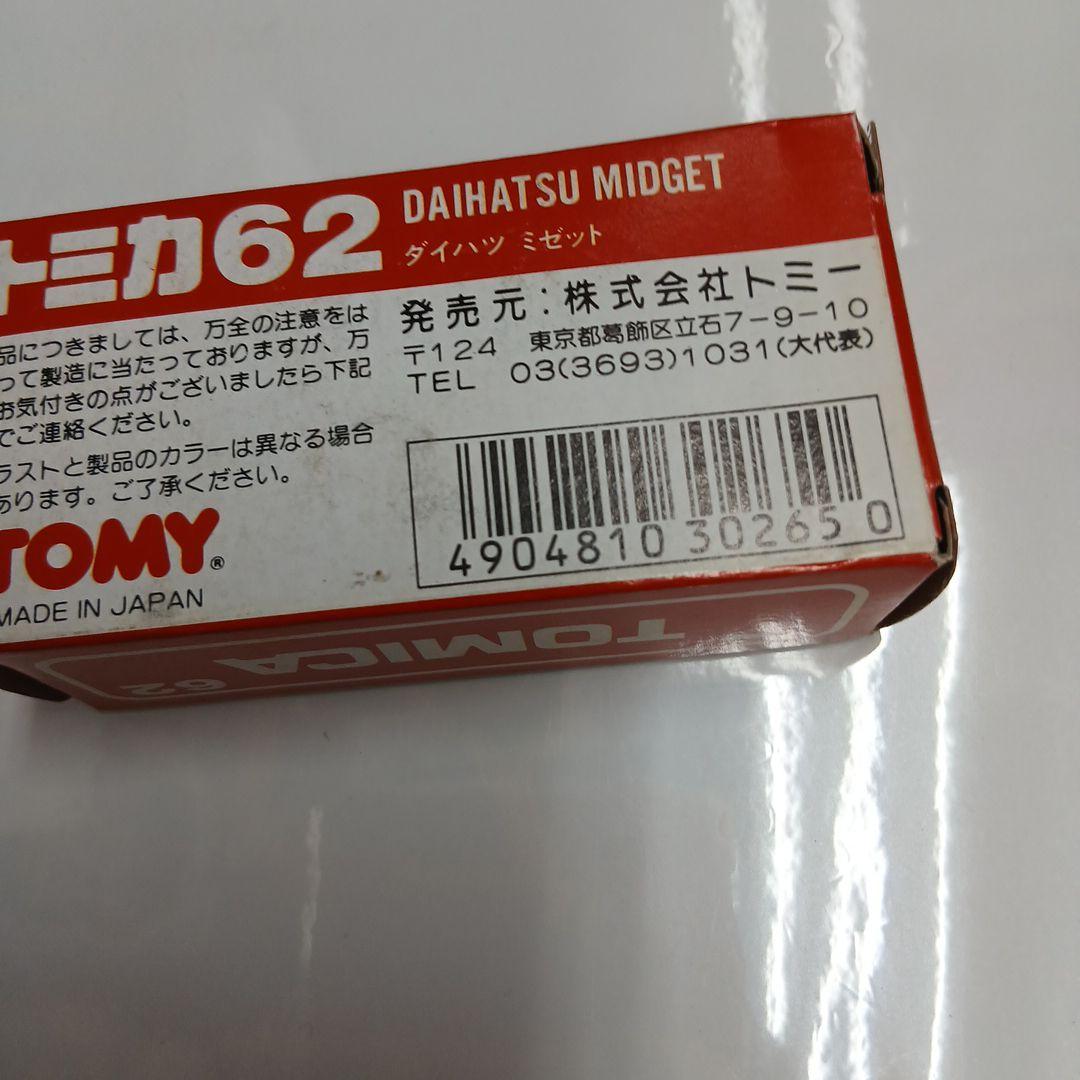 トミカ62
DAIHATSU MIDGET
ダイハツ ミゼット
品につきましては、万全の注意をは
って製造に当たっておりますが、万
お気付きの点がございましたら下記
でご連絡ください。
ラストと製品のカラーは異なる場合
あります。ご了承ください。
TOMY®
MADE IN JAPAN
発売元:株式会社トミー
〒124 東京都葛飾区立石7-9-10
TEL 03(3693)1031(大代表)
4904810 302650
TOMICA 62